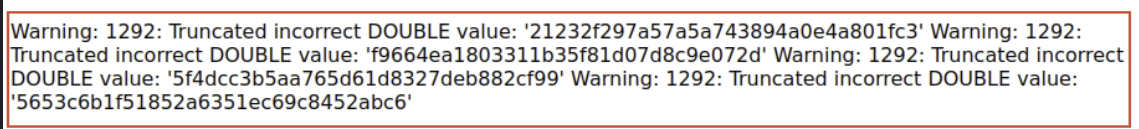 Warning: 1292: Truncated incorrect DOUBLE value: '21232f297a57a5a743894a0e4a801fc3' Warning: 1292:
Truncated incorrect DOUBLE value: 'f9664ea1803311b35f81d07d8c9e072d' Warning: 1292: Truncated incorrect
DOUBLE value: '5f4dcc3b5aa765d61d8327deb882cf99' Warning: 1292: Truncated incorrect DOUBLE value:
'5653c6b1f51852a6351ec69c8452abc6'